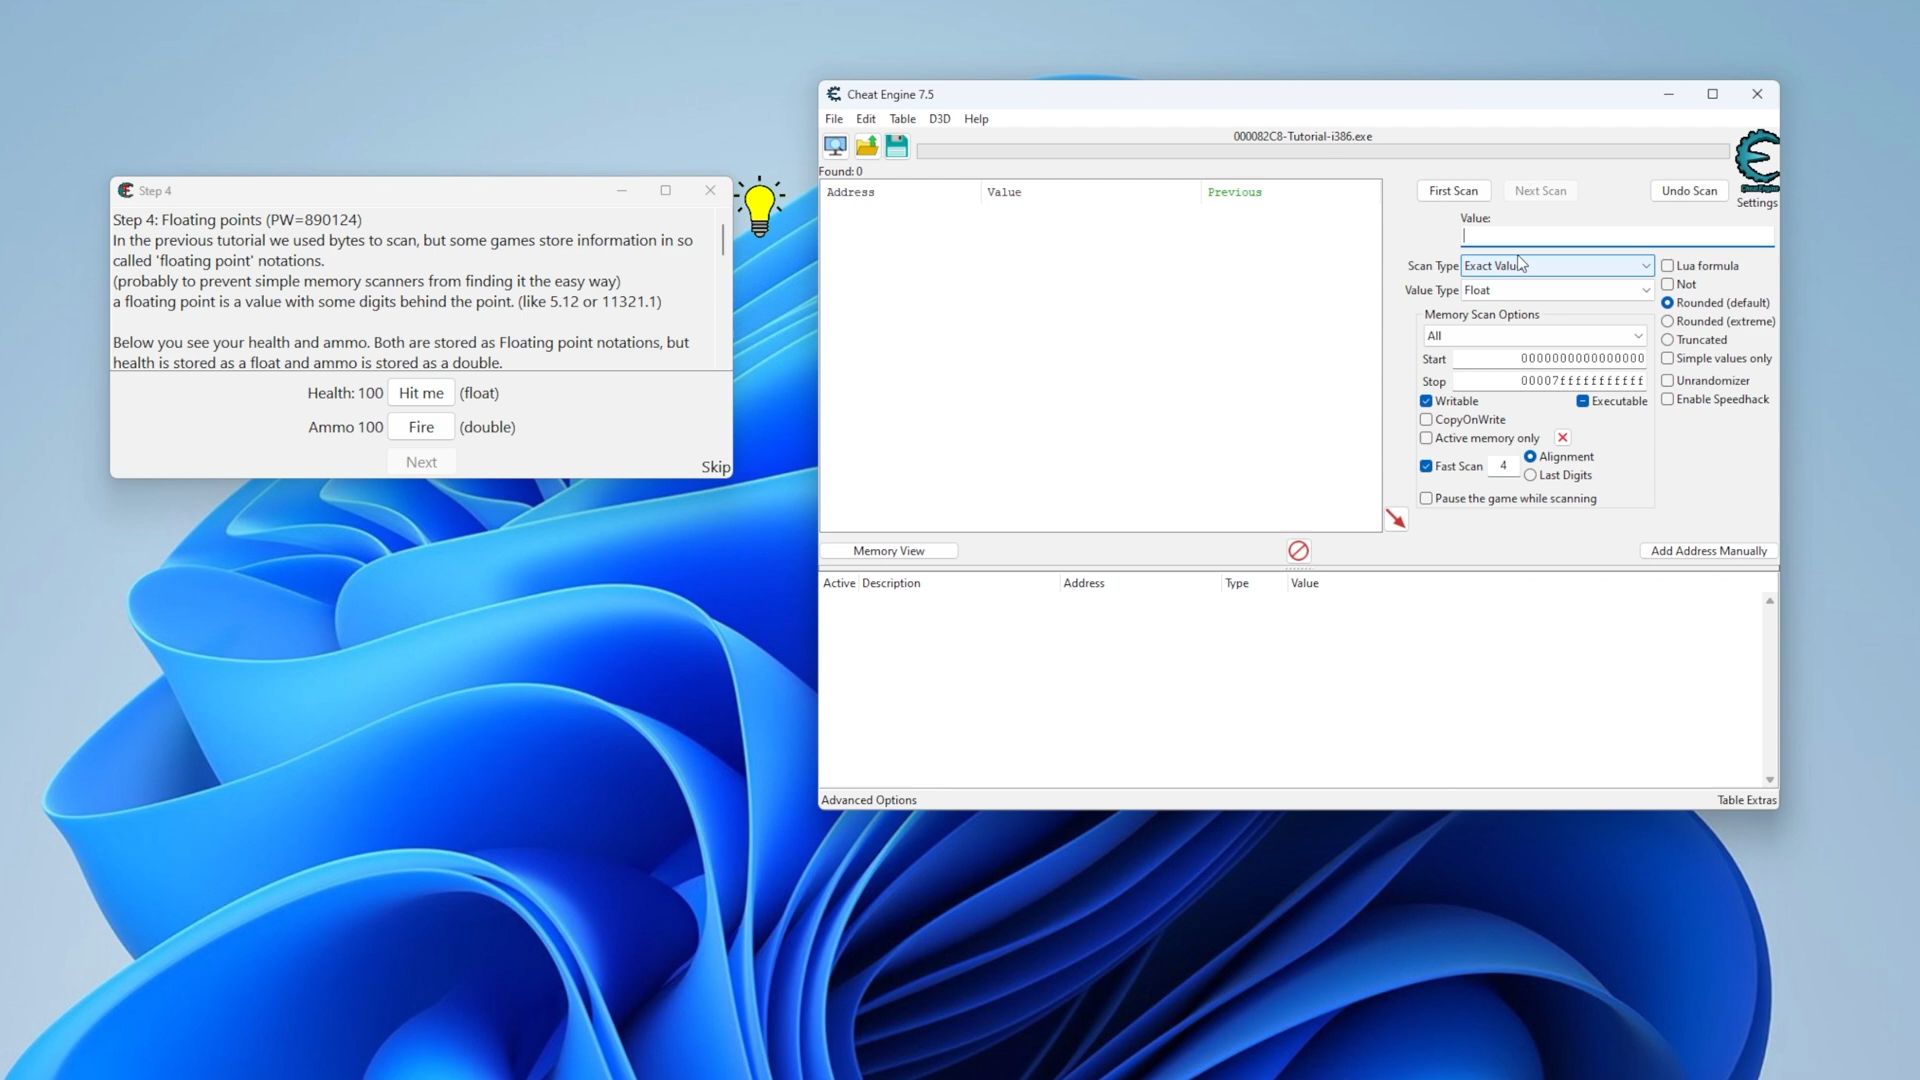 Step 4
Step 4: Floating points (PW=890124)
In the previous tutorial we used bytes to scan, but some games store information in so
called 'floating point' notations.
(probably to prevent simple memory scanners from finding it the easy way)
a floating point is a value with some digits behind the point. (like 5.12 or 11321.1)
Below you see your health and ammo. Both are stored as Floating point notations, but
health is stored as a float and ammo is stored as a double.
Health: 100 Hit me (float)
Ammo 100 Fire (double)
Next
Skip
Cheat Engine 7.5
File Edit Table D3D Help
000082C8-Tutorial-i386.exe
Found: 0
Address Value Previous
First Scan Next Scan Undo Scan
Cheat Engine
Settings
Value:
Scan Type Exact Value
Lua formula
Not
Value Type Float
Rounded (default)
Rounded (extreme)
Truncated
Simple values only
Unrandomizer
Enable Speedhack
Memory Scan Options
All
Start 0000000000000000
Stop 00007fffffffffff
Writable Executable
CopyOnWrite
Active memory only
Fast Scan 4 Alignment
Last Digits
Pause the game while scanning
Memory View
Add Address Manually
Active Description Address Type Value
Advanced Options
Table Extras